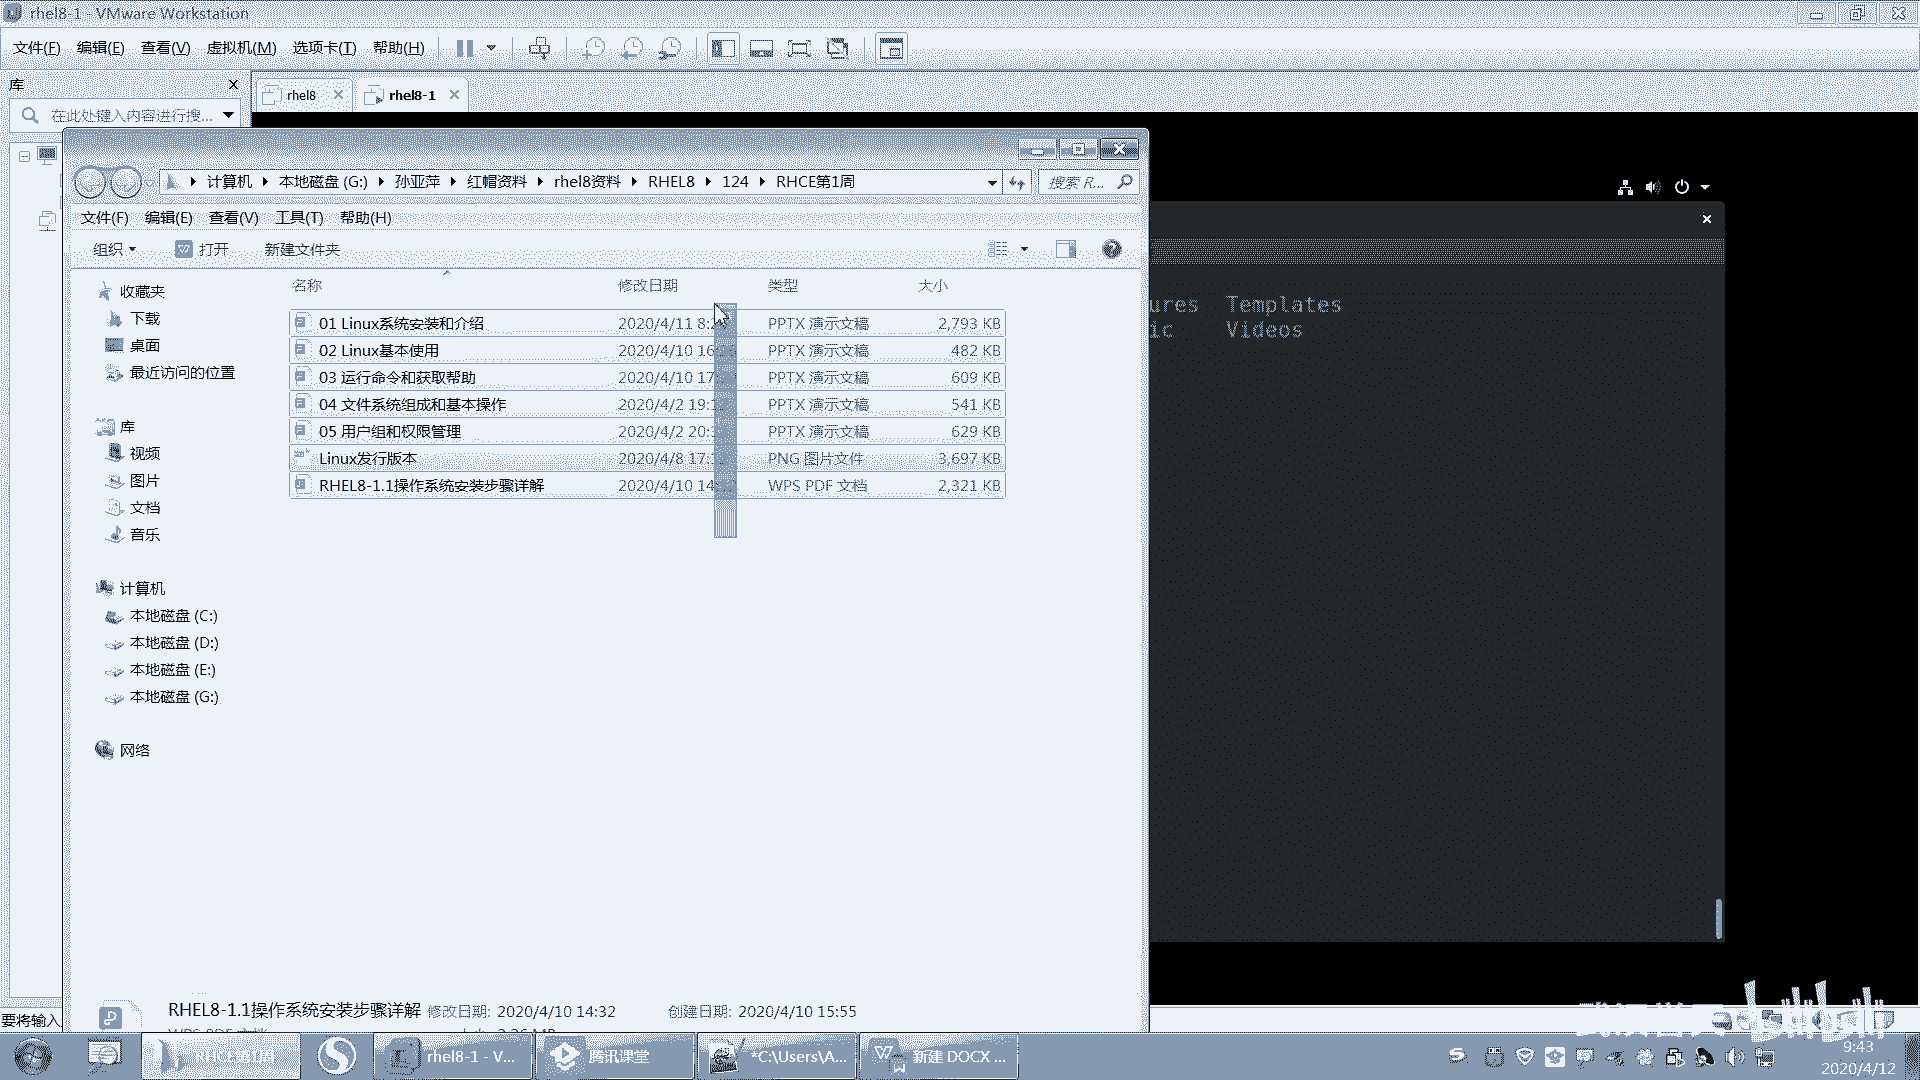 rhel8-1 - VMware Workstation
文件(F) 编辑(E) 查看(V) 虚拟机(M) 选项卡(T) 帮助(H)
库
在此处键入内容进行搜...
rhel8 rhel8-1
计算机 本地磁盘 (G:) 孙亚萍 红帽资料 rhel8资料 RHEL8 124 RHCE第1周
搜索 R...
文件(F) 编辑(E) 查看(V) 工具(T) 帮助(H)
组织 打开 新建文件夹
名称 修改日期 类型 大小
01 Linux系统安装和介绍 2020/4/11 PPTX 演示文稿 2,793 KB
02 Linux基本使用 2020/4/10 PPTX 演示文稿 482 KB
03 运行命令和获取帮助 2020/4/10 PPTX 演示文稿 609 KB
04 文件系统组成和基本操作 2020/4/2 PPTX 演示文稿 541 KB
05 用户组和权限管理 2020/4/2 PPTX 演示文稿 629 KB
Linux发行版本 2020/4/8 PNG 图片文件 3,697 KB
RHEL8-1.1操作系统安装步骤详解 2020/4/10 WPS PDF 文档 2,321 KB
收藏夹
下载
桌面
最近访问的位置
库
视频
图片
文档
音乐
计算机
本地磁盘 (C:)
本地磁盘 (D:)
本地磁盘 (E:)
本地磁盘 (G:)
网络
ures Templates
ic Videos
RHEL8-1.1操作系统安装步骤详解 修改日期: 2020/4/10 14:32 创建日期: 2020/4/10 15:55
要将输入
RHCE第1周 rhel8-1 - V... 腾讯课堂 *C:\Users\A... 新建 DOCX ...
bilibili
9:43
2020/4/12